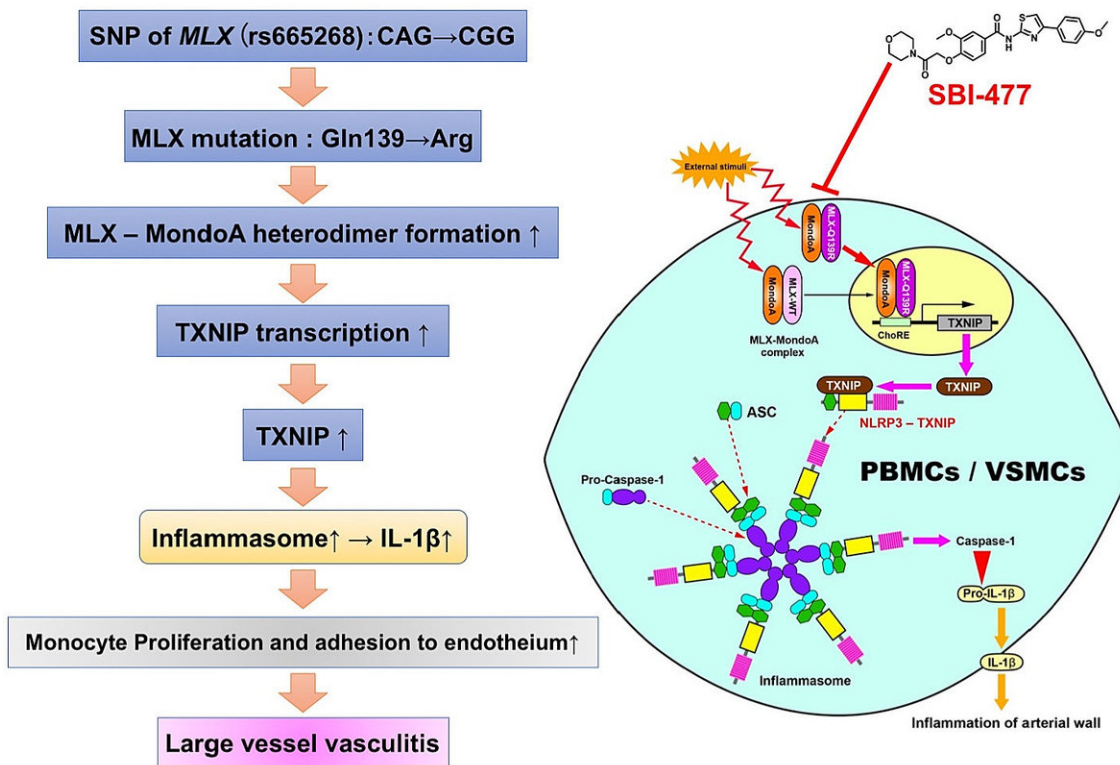 SNP of MLX (rs665268) : CAG→CGG
MLX mutation : Gln139→Arg
MLX – MondoA heterodimer formation ↑
TXNIP transcription ↑
TXNIP ↑
Inflammasome↑ → IL-1β↑
Monocyte Proliferation and adhesion to endotheium↑
Large vessel vasculitis
O
N
O
O
O
O
NH
S
N
O
SBI-477
External stimuli
MondoA
MLX-Q139R
MondoA
MLX-WT
MLX-MondoA
complex
MondoA
MLX-Q139R
ChoRE
TXNIP
TXNIP
TXNIP
NLRP3 – TXNIP
ASC
Pro-Caspase-1
PBMCs / VSMCs
Caspase-1
Pro-IL-1β
IL-1β
Inflammasome
Inflammation of arterial wall